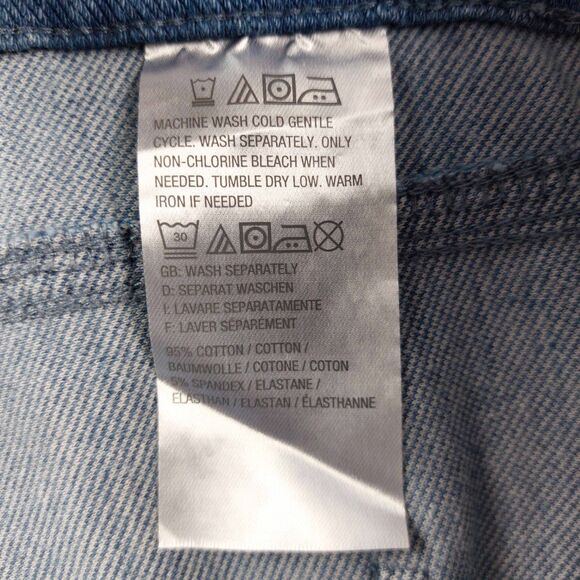 MACHINE WASH COLD GENTLE
CYCLE. WASH SEPARATELY. ONLY
NON-CHLORINE BLEACH WHEN
NEEDED. TUMBLE DRY LOW. WARM
IRON IF NEEDED
30
GB: WASH SEPARATELY
D: SEPARAT WASCHEN
I: LAVARE SEPARATAMENTE
F: LAVER SÉPARÉMENT
95% COTTON / COTTON /
BAUMWOLLE / COTONE / COTON
5% SPANDEX / ELASTANE /
ELASTHAN / ELASTAN / ÉLASTHANNE